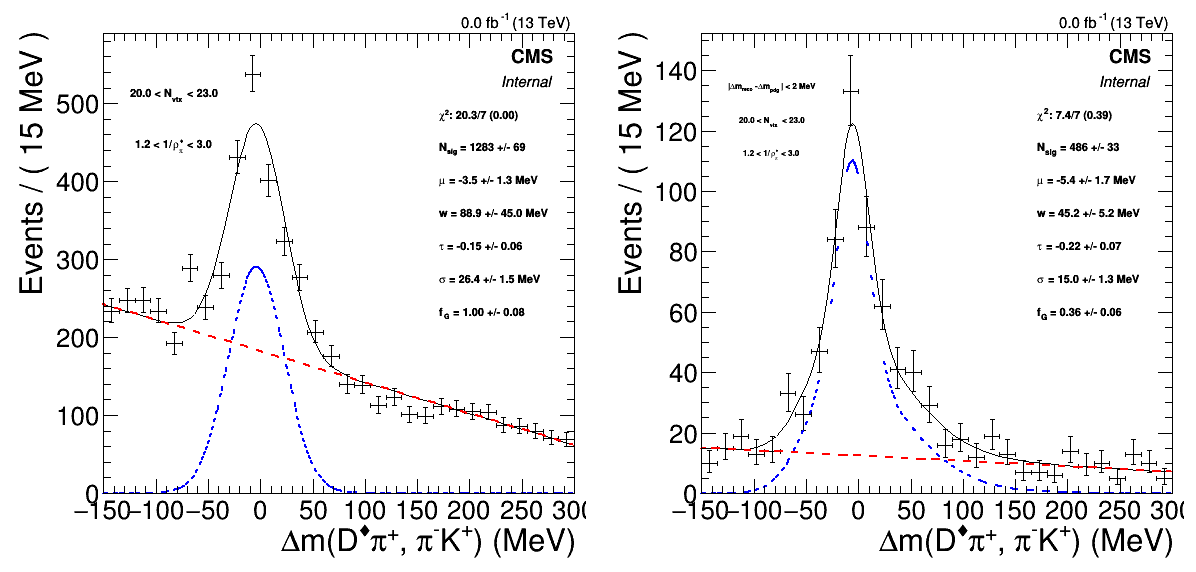 0.0 fb⁻¹ (13 TeV)
CMS
Internal
20.0 < N_vtx < 23.0
1.2 < 1/ρ_π^♦ < 3.0
χ²: 20.3/7 (0.00)
N_sig = 1283 +/- 69
μ = -3.5 +/- 1.3 MeV
w = 88.9 +/- 45.0 MeV
τ = -0.15 +/- 0.06
σ = 26.4 +/- 1.5 MeV
f_G = 1.00 +/- 0.08
Events / ( 15 MeV )
500
400
300
200
100
0
−150 −100 −50 0 50 100 150 200 250 300
Δm(D^♦π⁺, π⁻K⁺) (MeV)
0.0 fb⁻¹ (13 TeV)
CMS
Internal
|Δm_reco -Δm_pdg| < 2 MeV
20.0 < N_vtx < 23.0
1.2 < 1/ρ_π^♦ < 3.0
χ²: 7.4/7 (0.39)
N_sig = 486 +/- 33
μ = -5.4 +/- 1.7 MeV
w = 45.2 +/- 5.2 MeV
τ = -0.22 +/- 0.07
σ = 15.0 +/- 1.3 MeV
f_G = 0.36 +/- 0.06
Events / ( 15 MeV )
140
120
100
80
60
40
20
0
−150 −100 −50 0 50 100 150 200 250 300
Δm(D^♦π⁺, π⁻K⁺) (MeV)